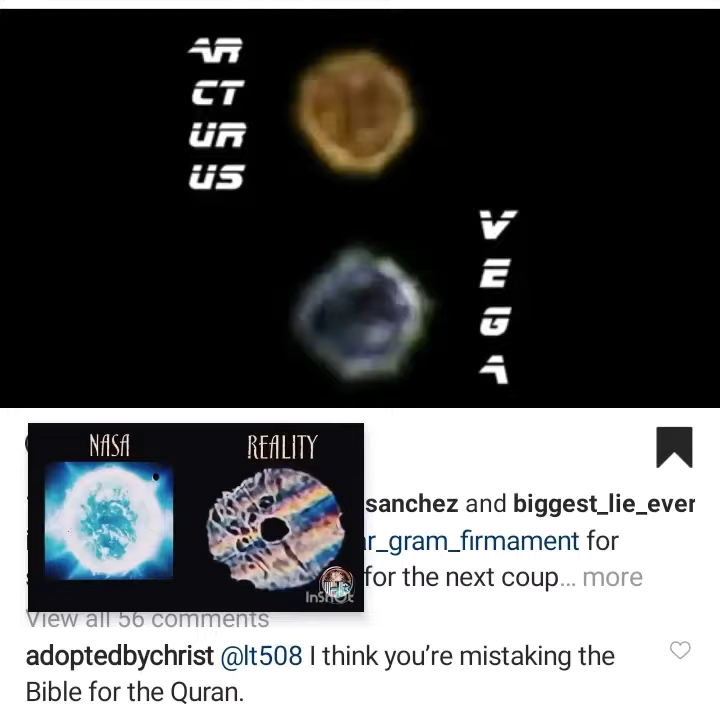 AR
CT
UR
US
V
E
G
A
NASA
REALITY
InShot
sanchez and biggest_lie_ever
r_gram_firmament for
for the next coup… more
View all 56 comments
adoptedbychrist @lt508 I think you’re mistaking the
Bible for the Quran.